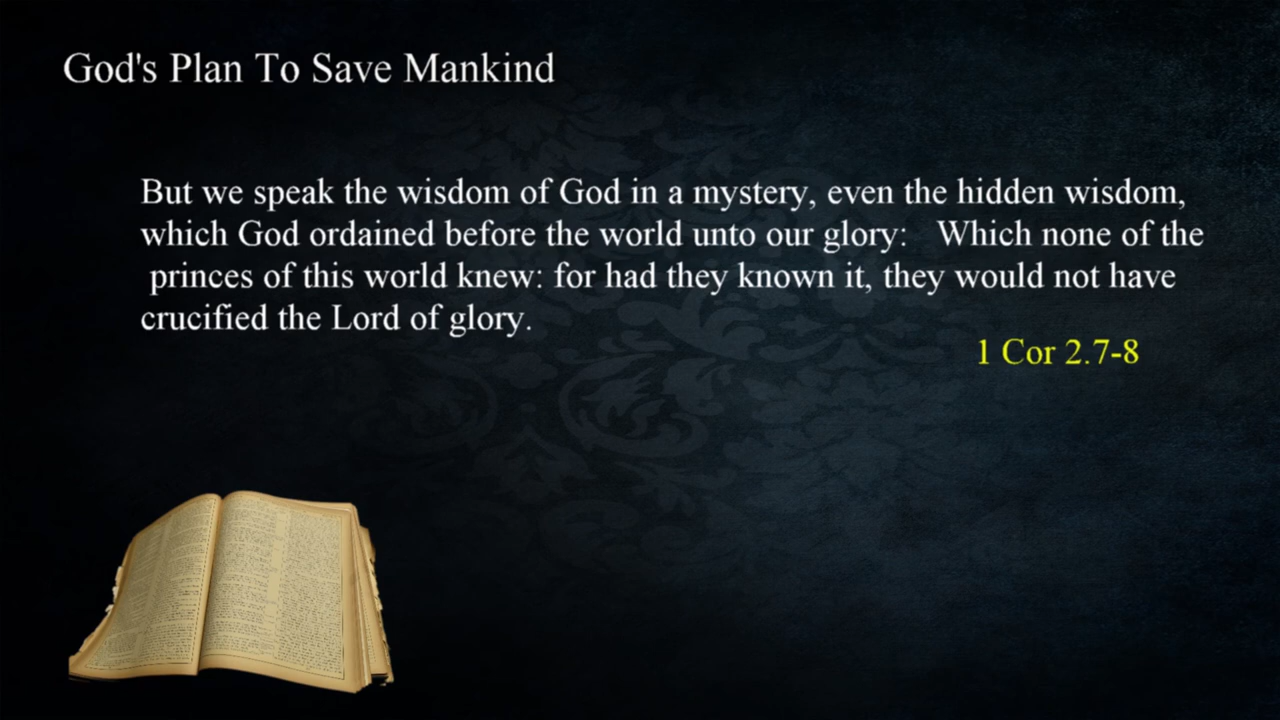 God's Plan To Save Mankind
But we speak the wisdom of God in a mystery, even the hidden wisdom,
which God ordained before the world unto our glory: Which none of the
princes of this world knew: for had they known it, they would not have
crucified the Lord of glory.
1 Cor 2.7-8